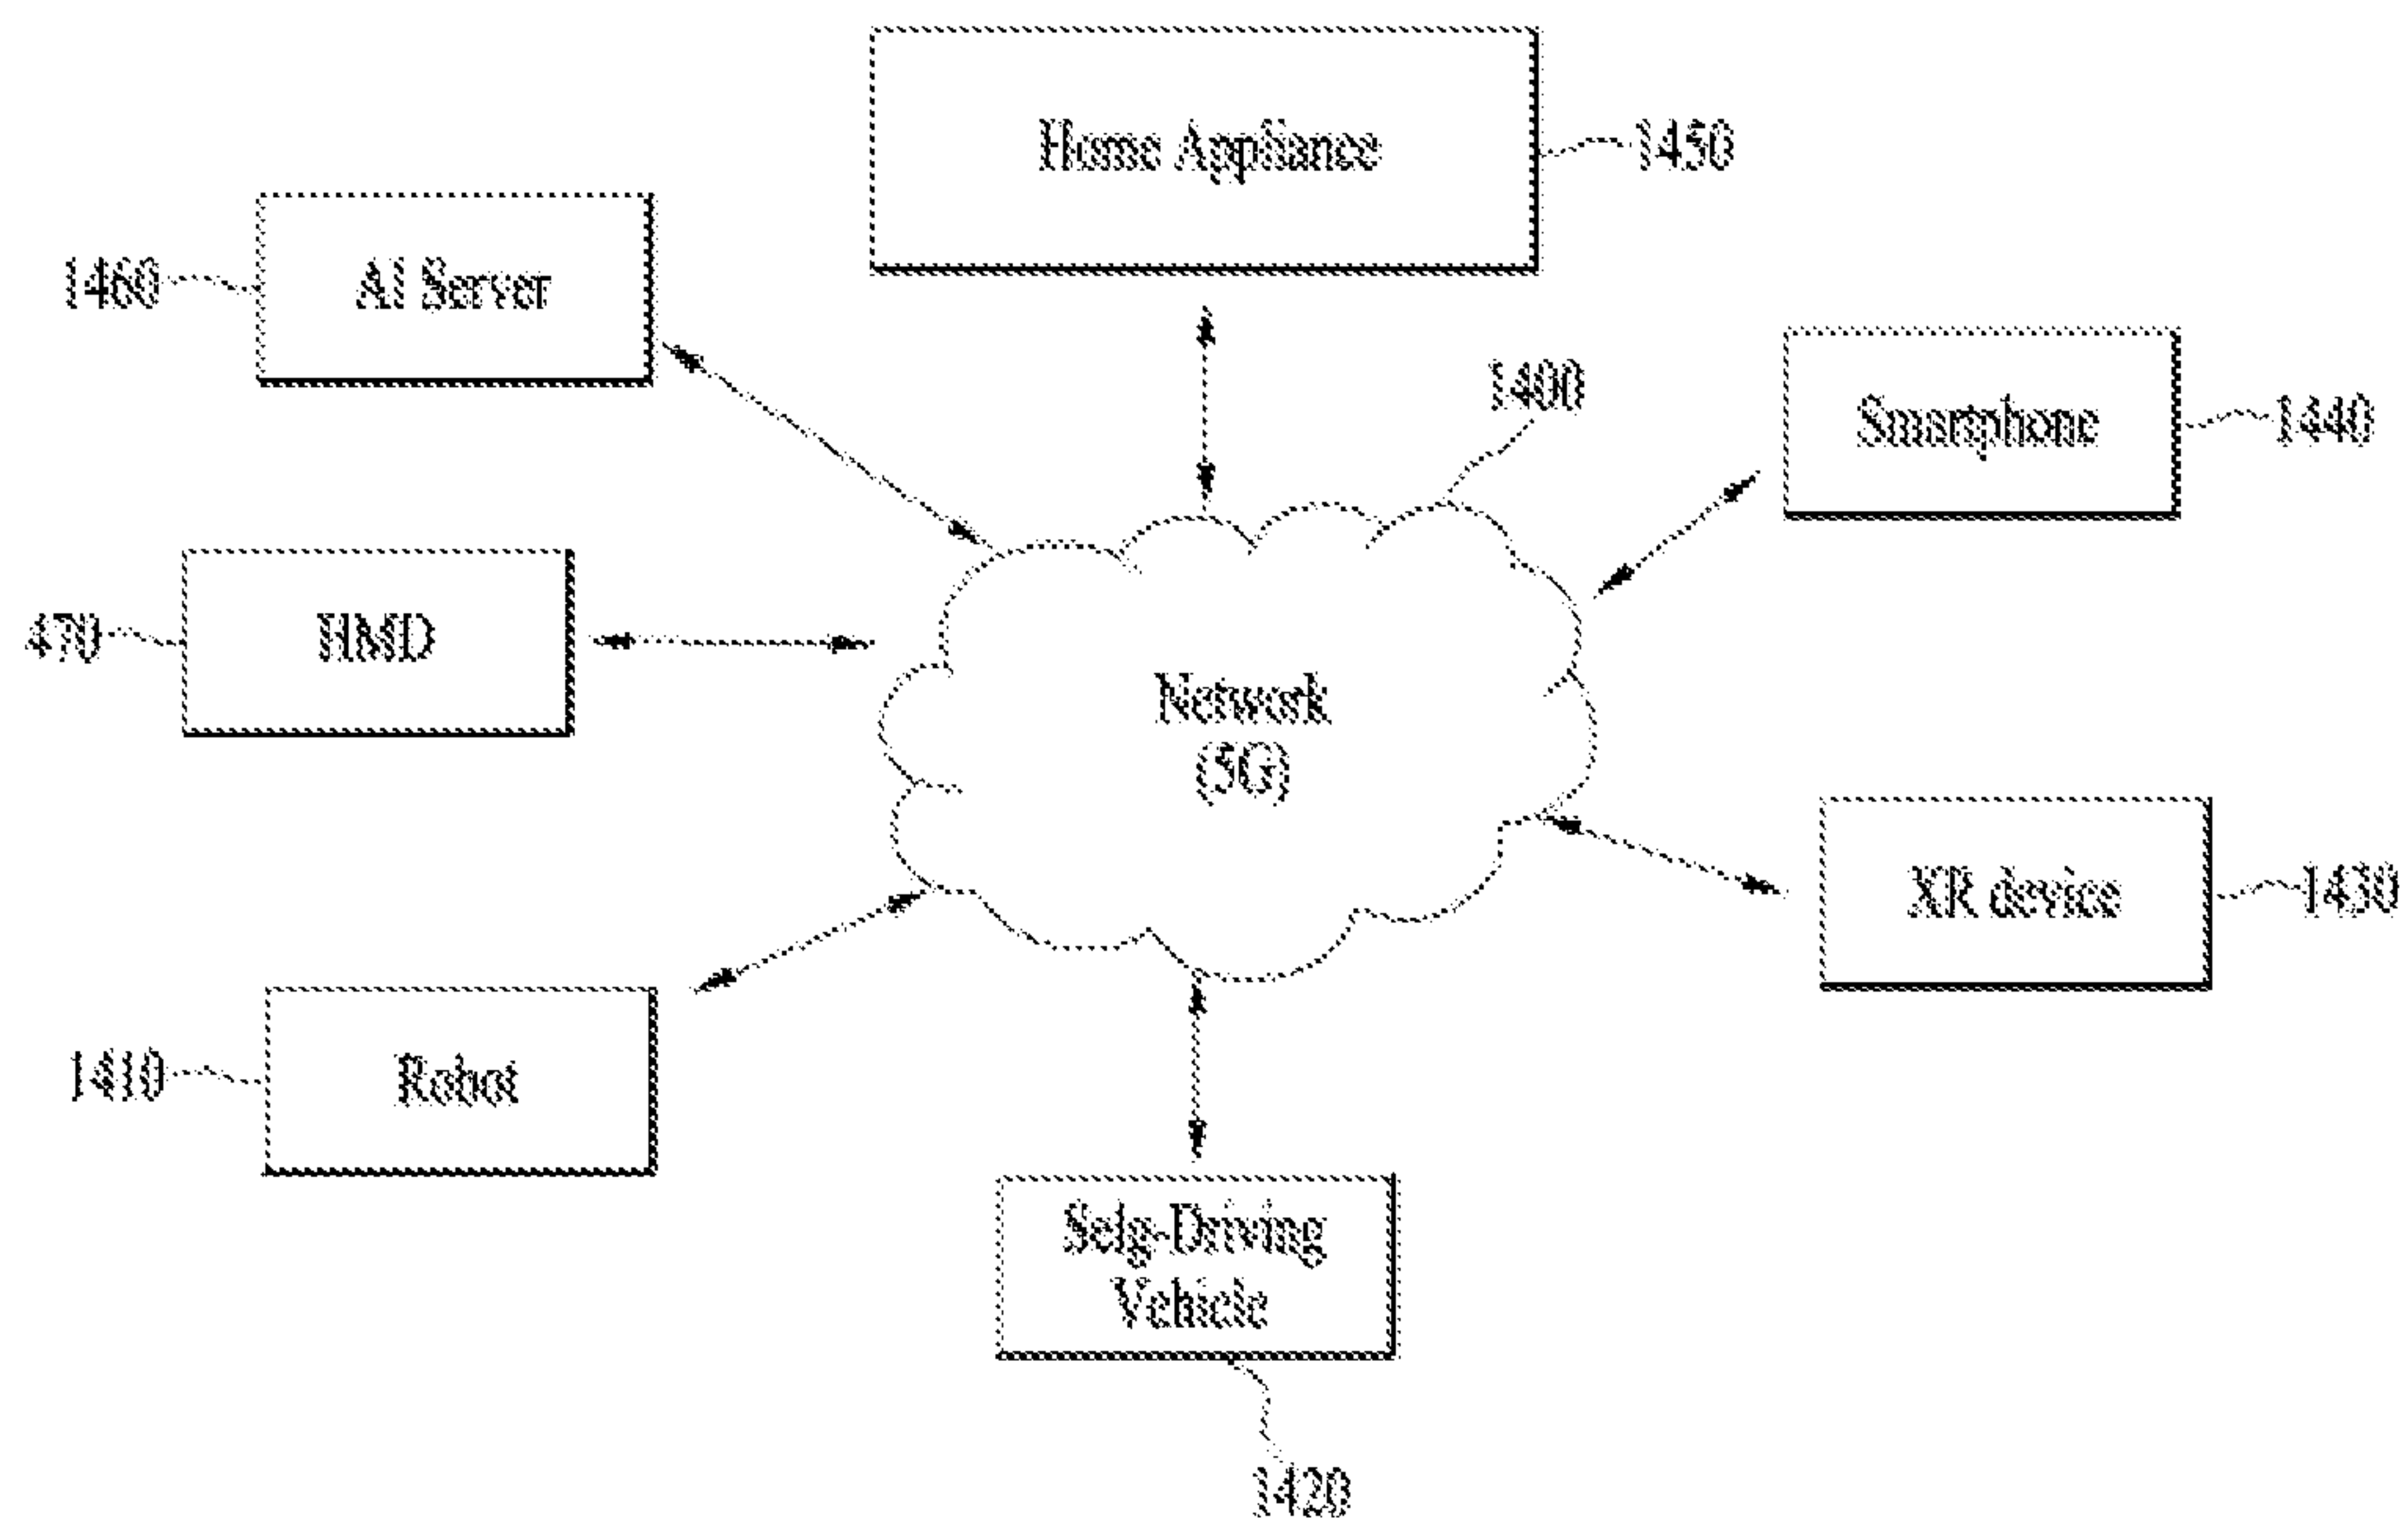 Home Appliance
1450
1460
AI Server
1400
Smartphone
1440
470
HMD
Network
(5G)
XR device
1430
1410
Robot
Selg-Driving
Vehicle
1420